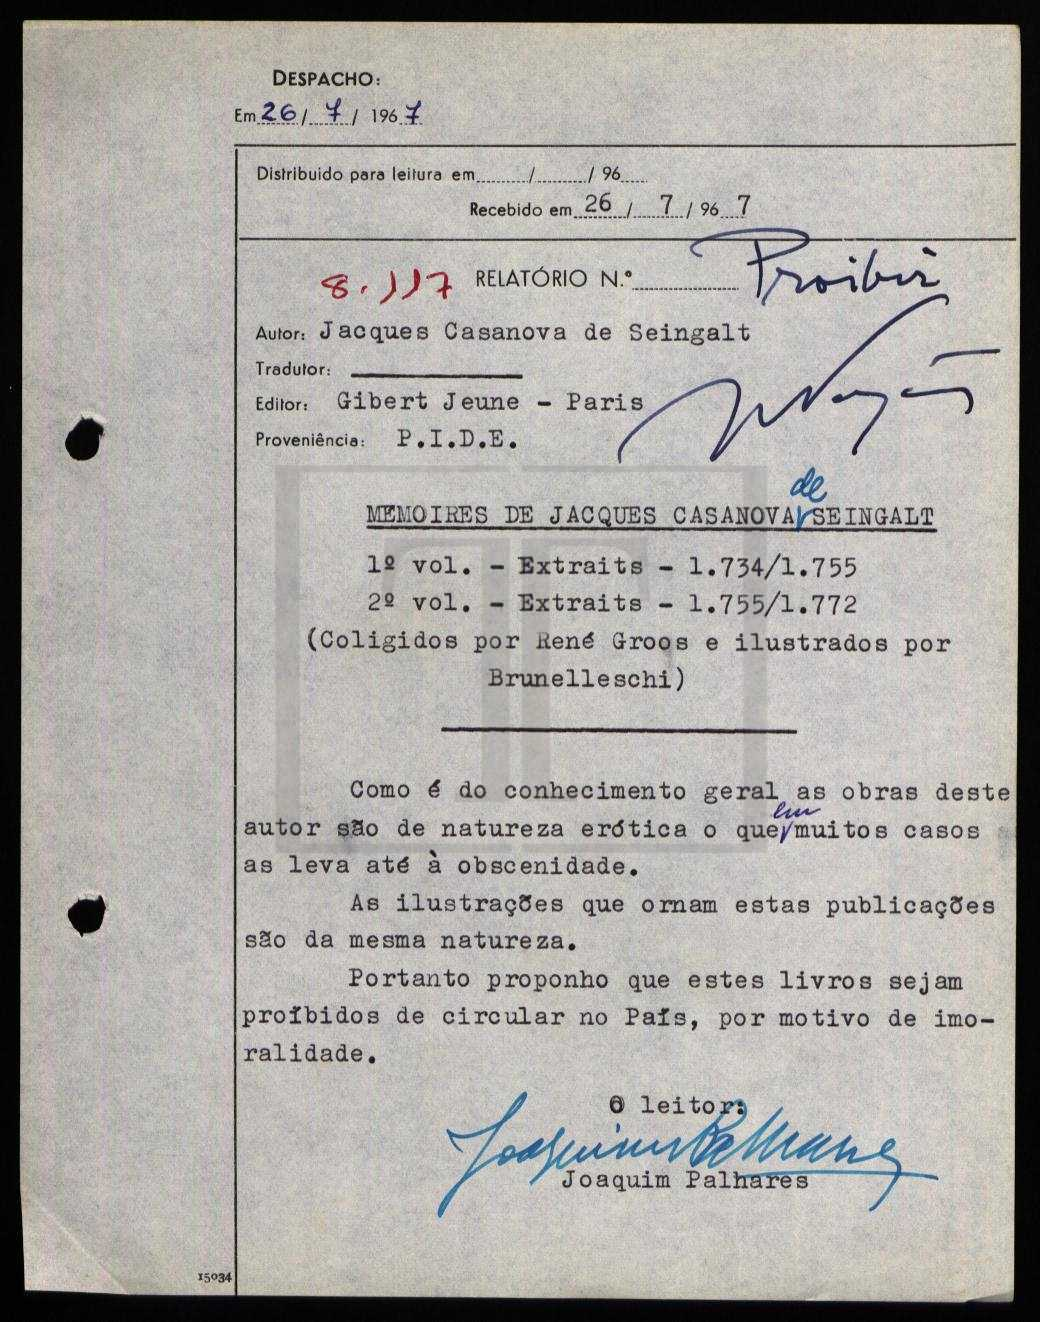 DESPACHO:
Em 26 / 7 / 1967
Distribuido para leitura em / / 96
Recebido em 26 / 7 / 96 7
8.117 RELATÓRIO N.º
Proibir
Autor: Jacques Casanova de Seingalt
Tradutor:
Editor: Gibert Jeune - Paris
Proveniência: P.I.D.E.
MEMOIRES DE JACQUES CASANOVA de SEINGALT
1º vol. - Extraits - 1.734/1.755
2º vol. - Extraits - 1.755/1.772
(Coligidos por René Groos e ilustrados por
Brunelleschi)
Como é do conhecimento geral as obras deste
autor são de natureza erótica o que em muitos casos
as leva até à obscenidade.
As ilustrações que ornam estas publicações
são da mesma natureza.
Portanto proponho que estes livros sejam
proíbidos de circular no País, por motivo de imo-
ralidade.
O leitor:
Joaquim Palhares
Joaquim Palhares
15034